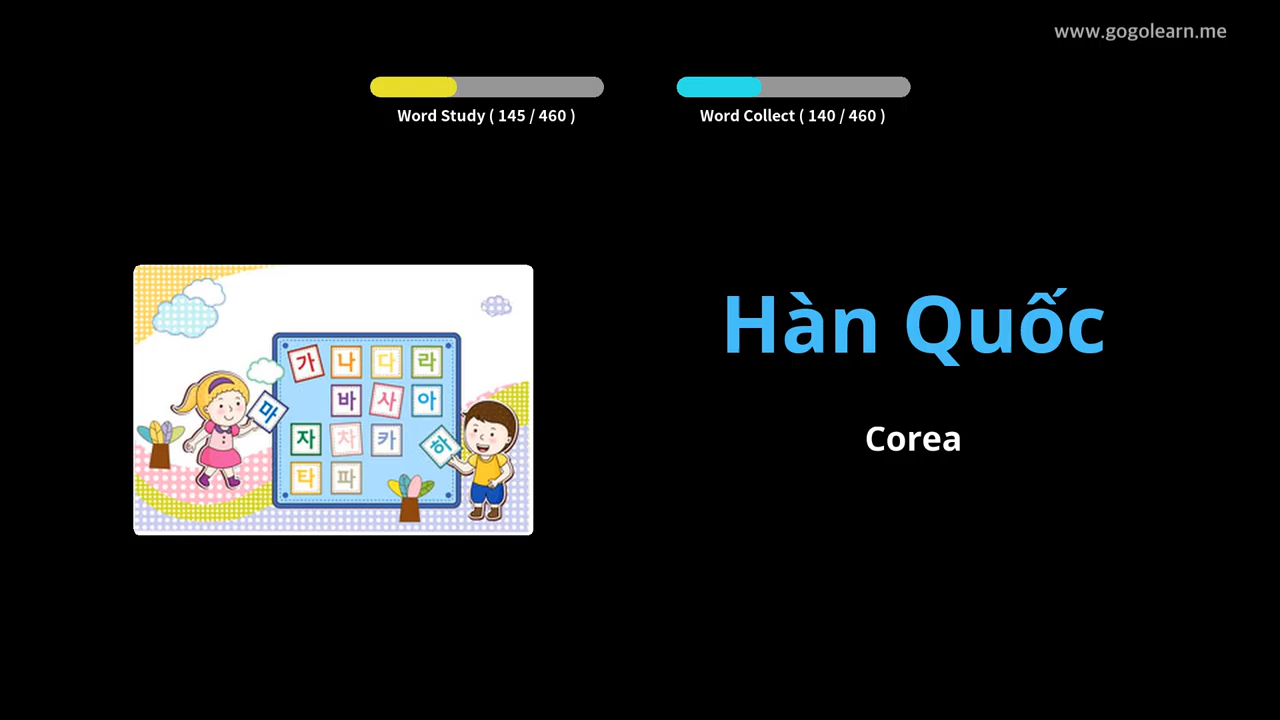 www.gogolearn.me
Word Study ( 145 / 460 )
Word Collect ( 140 / 460 )
가 나 다 라
마 바 사 아
자 차 카 하
타 파
Hàn Quốc
Corea